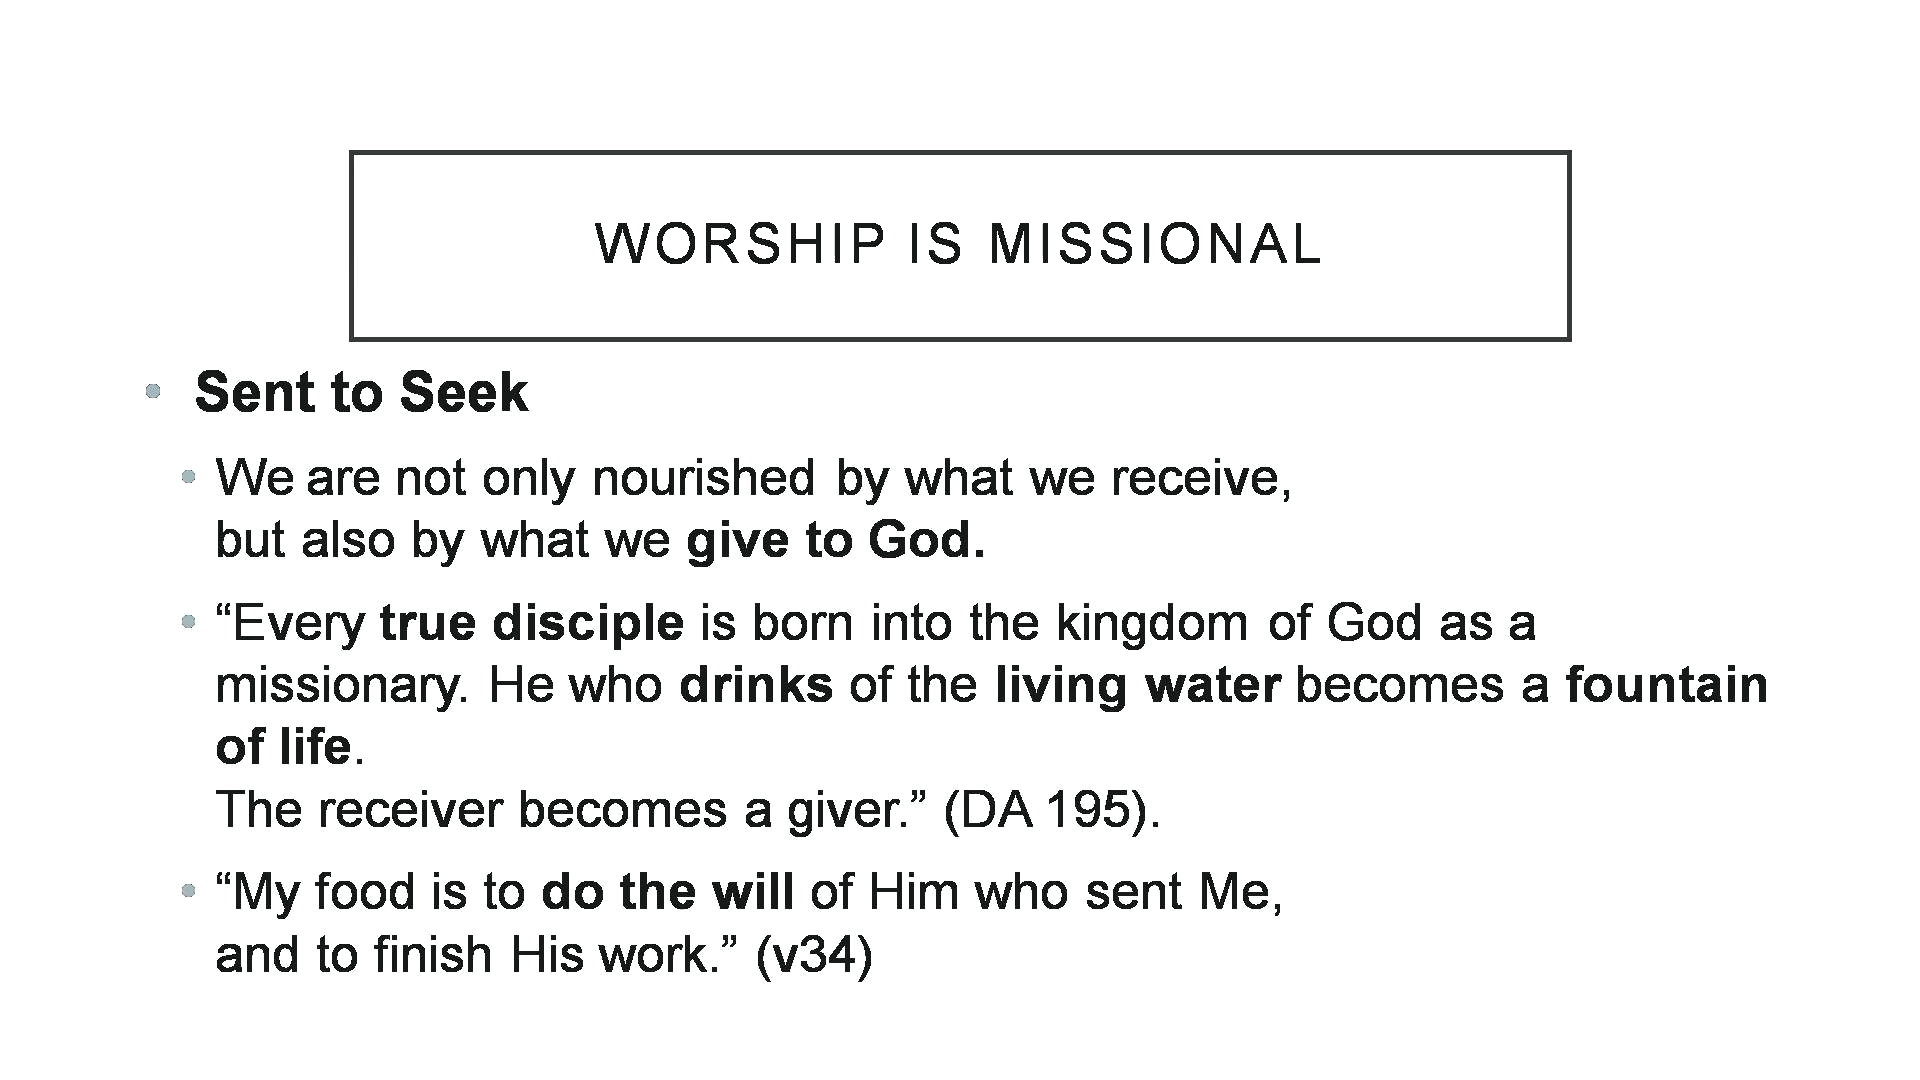 WORSHIP IS MISSIONAL
• Sent to Seek
• We are not only nourished by what we receive,
but also by what we give to God.
• “Every true disciple is born into the kingdom of God as a
missionary. He who drinks of the living water becomes a fountain
of life.
The receiver becomes a giver.” (DA 195).
• “My food is to do the will of Him who sent Me,
and to finish His work.” (v34)